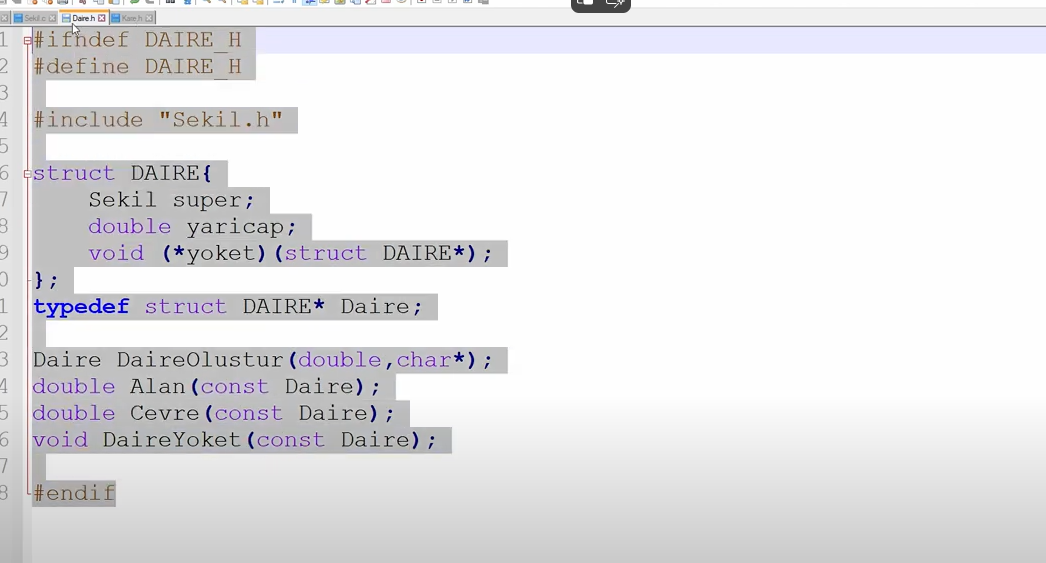 Sekil.c Daire.h Kare.h
1 #ifndef DAIRE_H
2 #define DAIRE_H
3
4 #include "Sekil.h"
5
6 struct DAIRE{
7 Sekil super;
8 double yaricap;
9 void (*yoket)(struct DAIRE*);
0 };
1 typedef struct DAIRE* Daire;
2
3 Daire DaireOlustur(double,char*);
4 double Alan(const Daire);
5 double Cevre(const Daire);
6 void DaireYoket(const Daire);
7
8 #endif